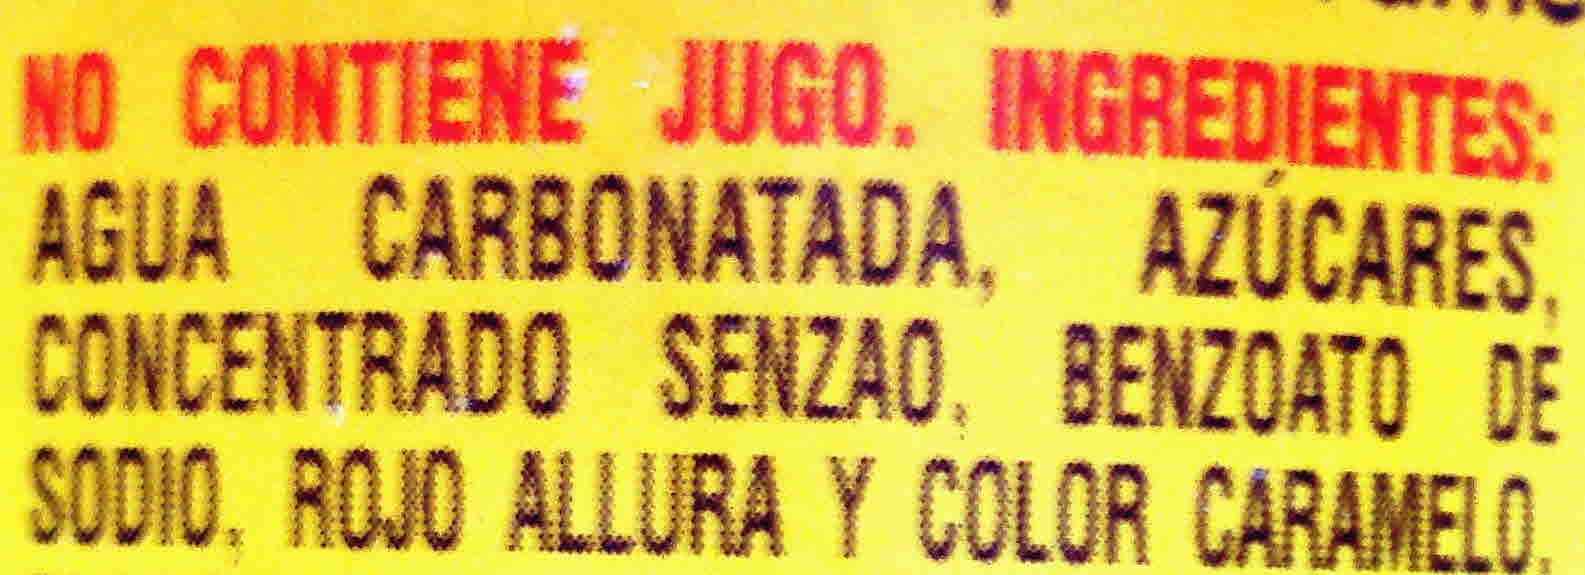 NO CONTIENE JUGO. INGREDIENTES:
AGUA CARBONATADA, AZÚCARES,
CONCENTRADO SENZAO, BENZOATO DE
SODIO, ROJO ALLURA Y COLOR CARAMELO.